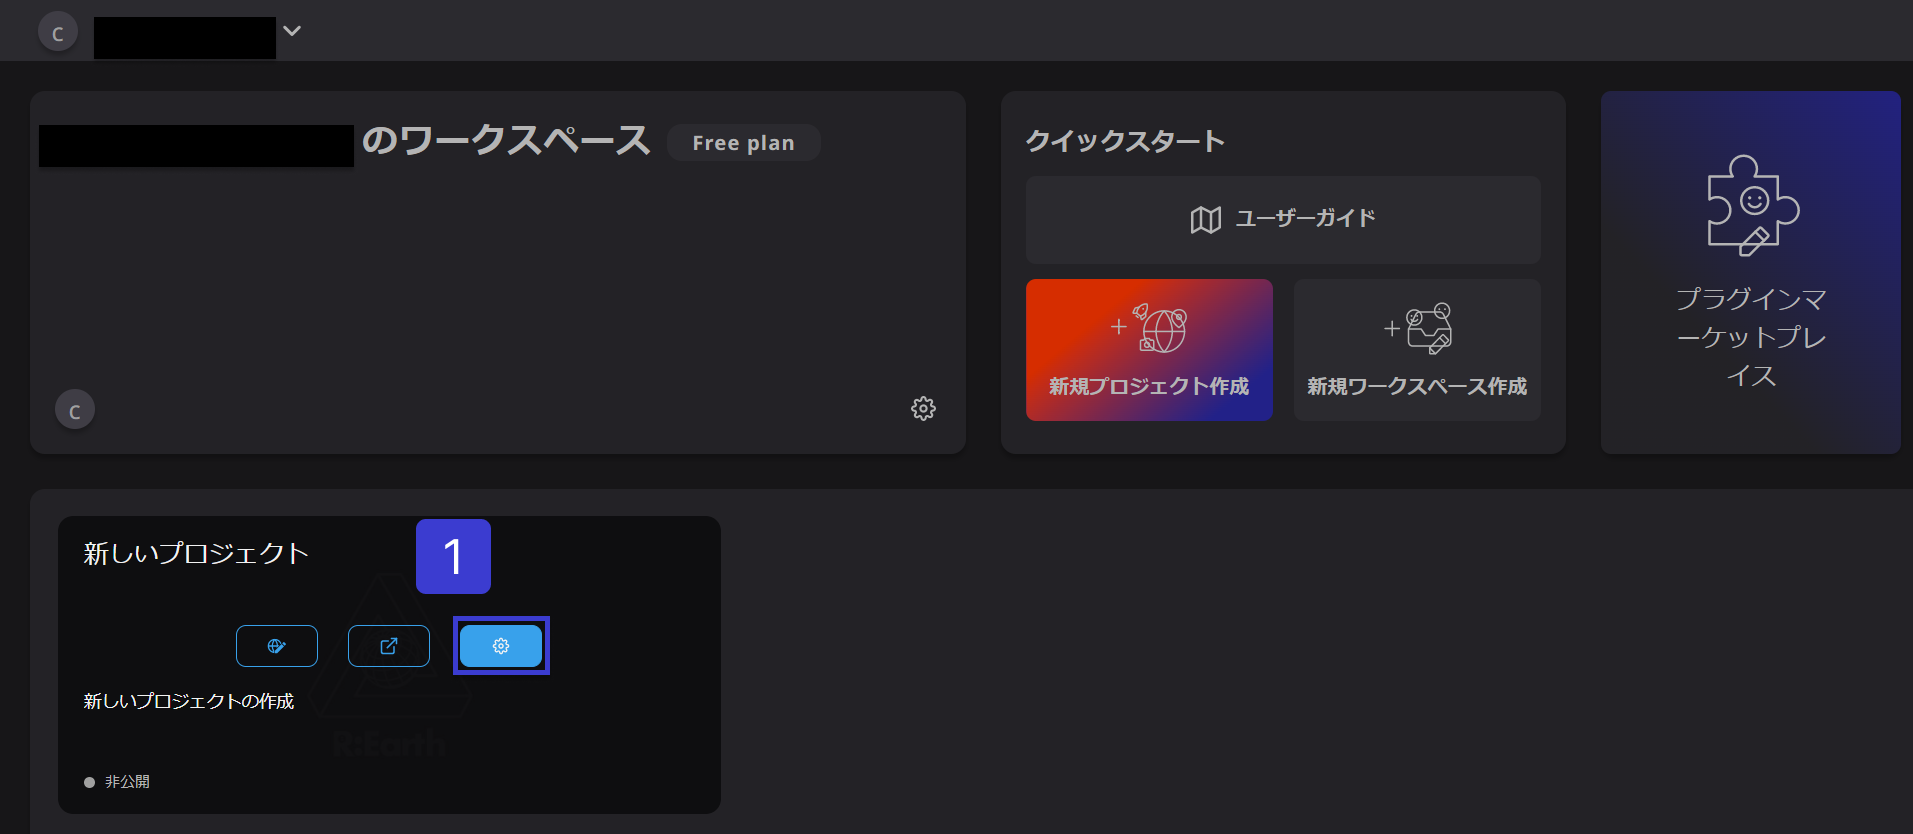 C
のワークスペース Free plan
C
クイックスタート
ユーザーガイド
新規プロジェクト作成
新規ワークスペース作成
プラグインマ
ーケットプレ
イス
新しいプロジェクト
1
新しいプロジェクトの作成
R:Earth
非公開